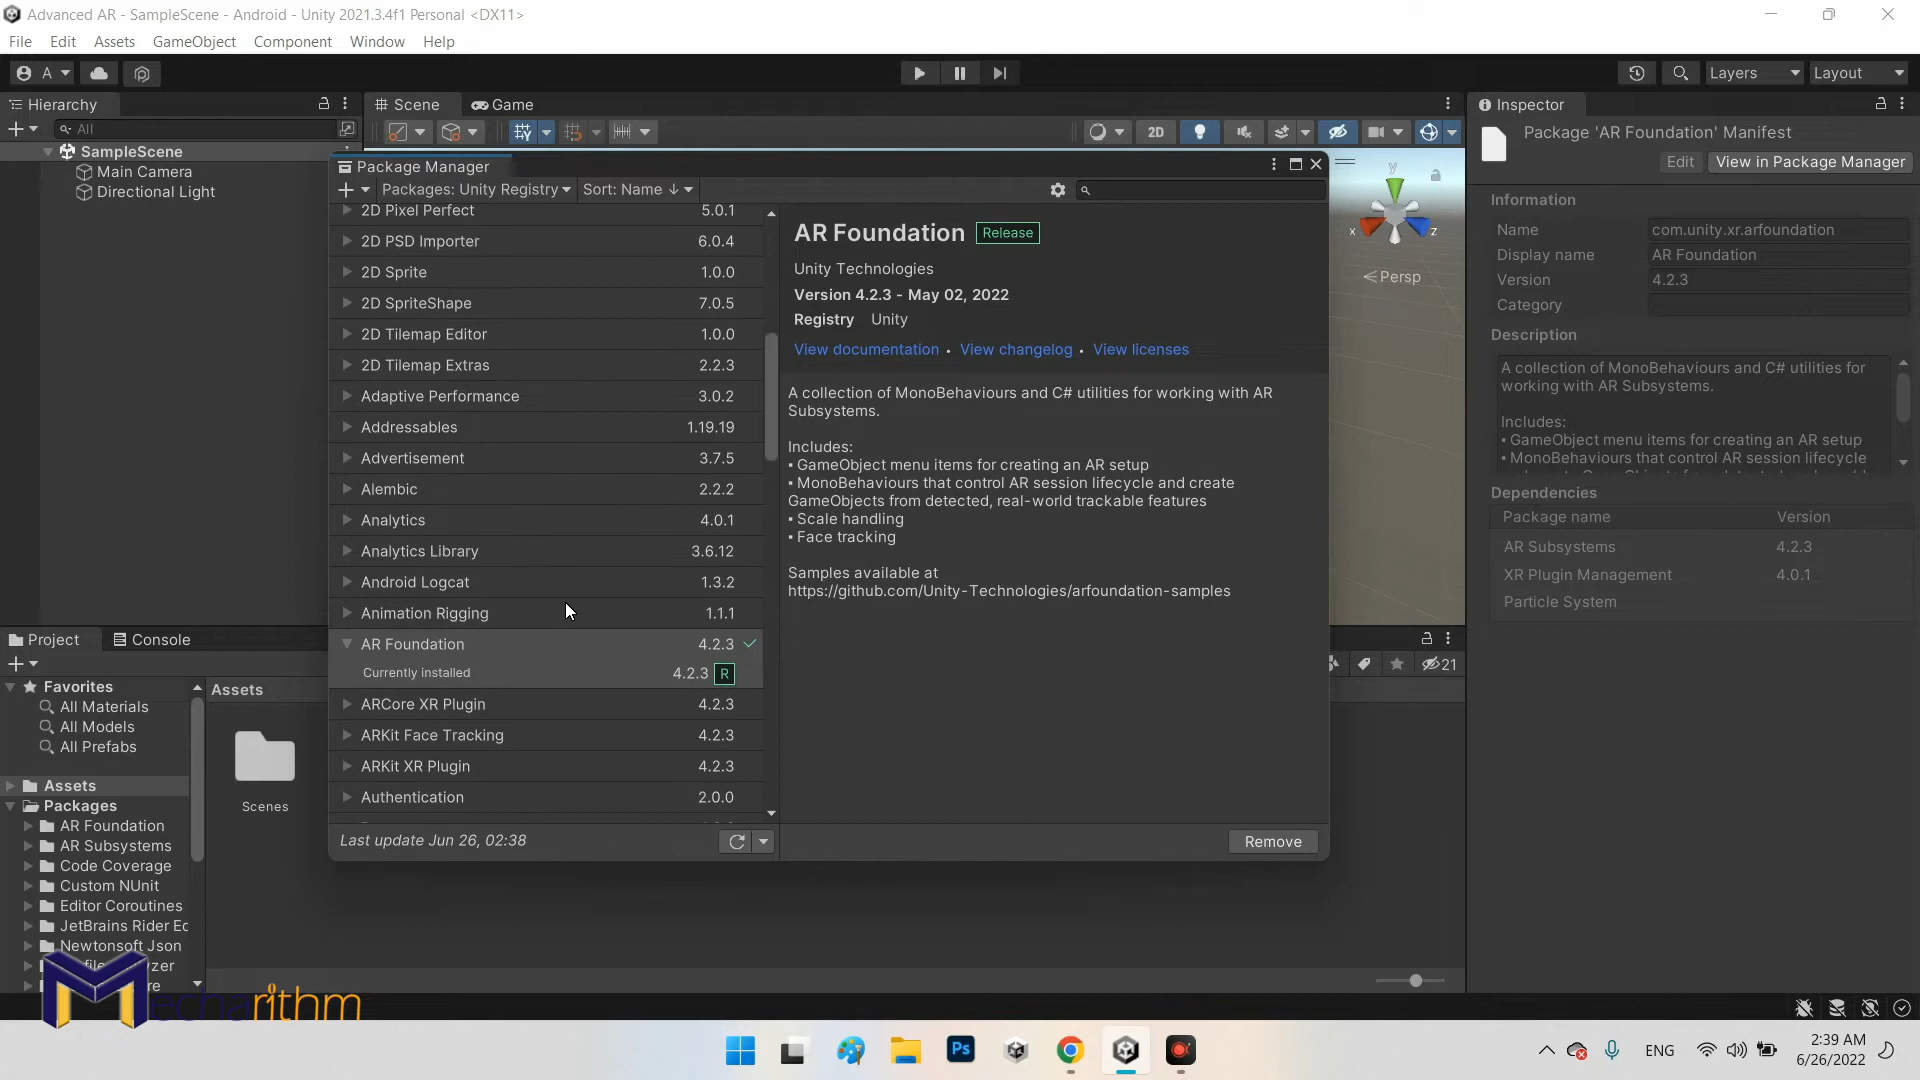 Advanced AR - SampleScene - Android - Unity 2021.3.4f1 Personal <DX11>
File Edit Assets GameObject Component Window Help
A Layers Layout
Hierarchy
All
SampleScene
Main Camera
Directional Light
Scene Game
2D
Package Manager
Packages: Unity Registry Sort: Name ↓
2D Pixel Perfect 5.0.1
2D PSD Importer 6.0.4
2D Sprite 1.0.0
2D SpriteShape 7.0.5
2D Tilemap Editor 1.0.0
2D Tilemap Extras 2.2.3
Adaptive Performance 3.0.2
Addressables 1.19.19
Advertisement 3.7.5
Alembic 2.2.2
Analytics 4.0.1
Analytics Library 3.6.12
Android Logcat 1.3.2
Animation Rigging 1.1.1
AR Foundation 4.2.3
Currently installed 4.2.3 R
ARCore XR Plugin 4.2.3
ARKit Face Tracking 4.2.3
ARKit XR Plugin 4.2.3
Authentication 2.0.0
Last update Jun 26, 02:38
AR Foundation Release
Unity Technologies
Version 4.2.3 - May 02, 2022
Registry Unity
View documentation • View changelog • View licenses
A collection of MonoBehaviours and C# utilities for working with AR
Subsystems.
Includes:
• GameObject menu items for creating an AR setup
• MonoBehaviours that control AR session lifecycle and create
GameObjects from detected, real-world trackable features
• Scale handling
• Face tracking
Samples available at
https://github.com/Unity-Technologies/arfoundation-samples
Remove
y
x z
Persp
Inspector
Package 'AR Foundation' Manifest
Edit View in Package Manager
Information
Name com.unity.xr.arfoundation
Display name AR Foundation
Version 4.2.3
Category
Description
A collection of MonoBehaviours and C# utilities for
working with AR Subsystems.
Includes:
• GameObject menu items for creating an AR setup
• MonoBehaviours that control AR session lifecycle
Dependencies
Package name Version
AR Subsystems 4.2.3
XR Plugin Management 4.0.1
Particle System
Project Console
21
Favorites
All Materials
All Models
All Prefabs
Assets
Packages
AR Foundation
AR Subsystems
Code Coverage
Custom NUnit
Editor Coroutines
JetBrains Rider Ec
Newtonsoft Json
Assets
Scenes
Mecharithm
Ps
ENG
2:39 AM
6/26/2022